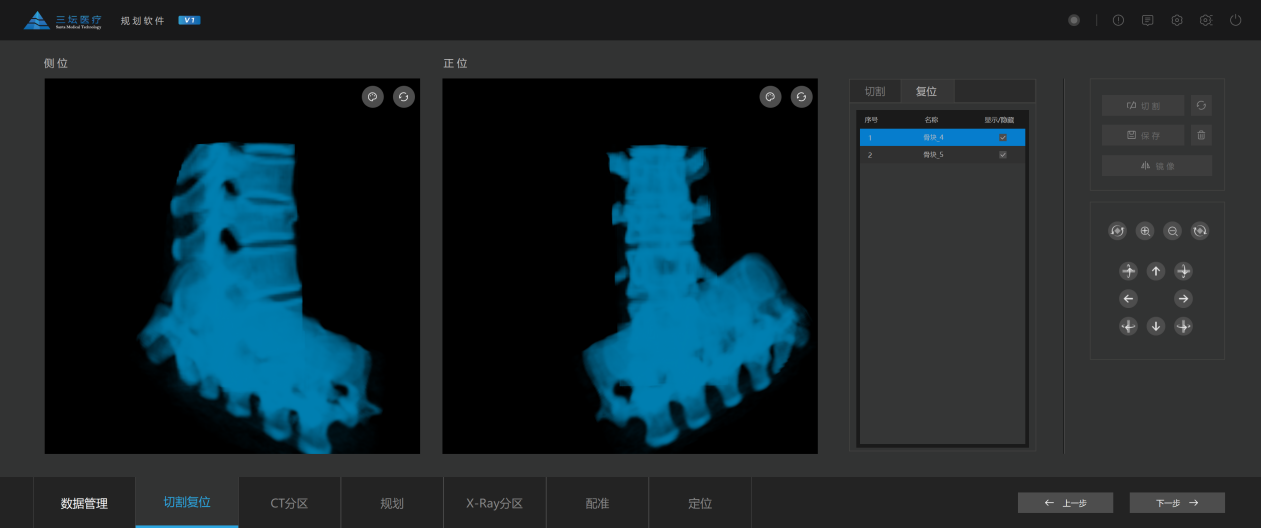 三坛医疗
Santan Medical Technology
规划软件
V1
侧位
正位
切割 复位
序号 名称 显示/隐藏
1 骨块_4
2 骨块_5
切割
保存
镜像
数据管理 切割复位 CT分区 规划 X-Ray分区 配准 定位
← 上一步 下一步 →